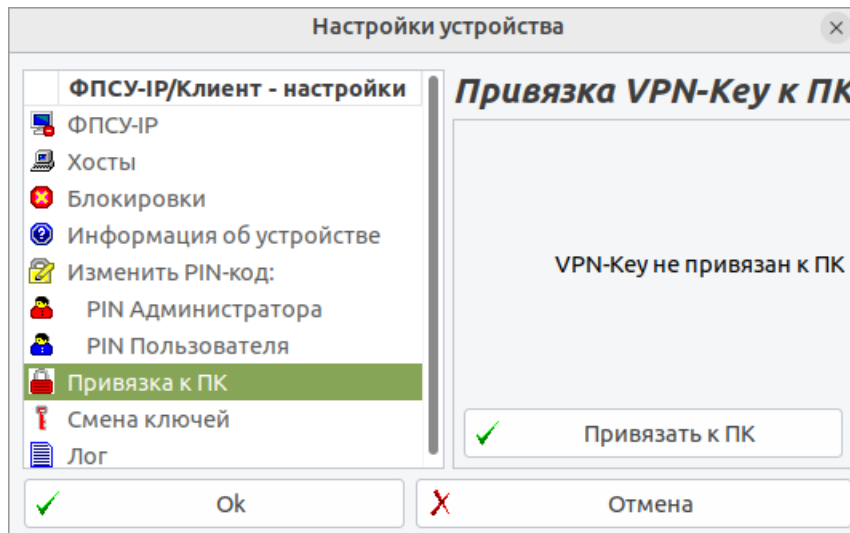 Настройки устройства
ФПСУ-IP/Клиент - настройки
ФПСУ-IP
Хосты
Блокировки
Информация об устройстве
Изменить PIN-код:
PIN Администратора
PIN Пользователя
Привязка к ПК
Смена ключей
Лог
Привязка VPN-Key к ПК
VPN-Key не привязан к ПК
Привязать к ПК
Ok
Отмена